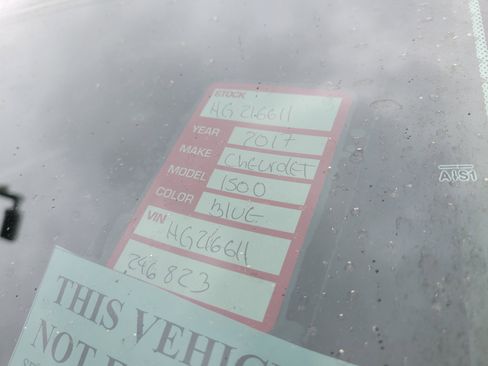 STOCK
HG216611
YEAR 2017
MAKE CHEVROLET
MODEL 1500
COLOR BLUE
VIN HG216611
246823
THIS VEHIC
NOT
AS1